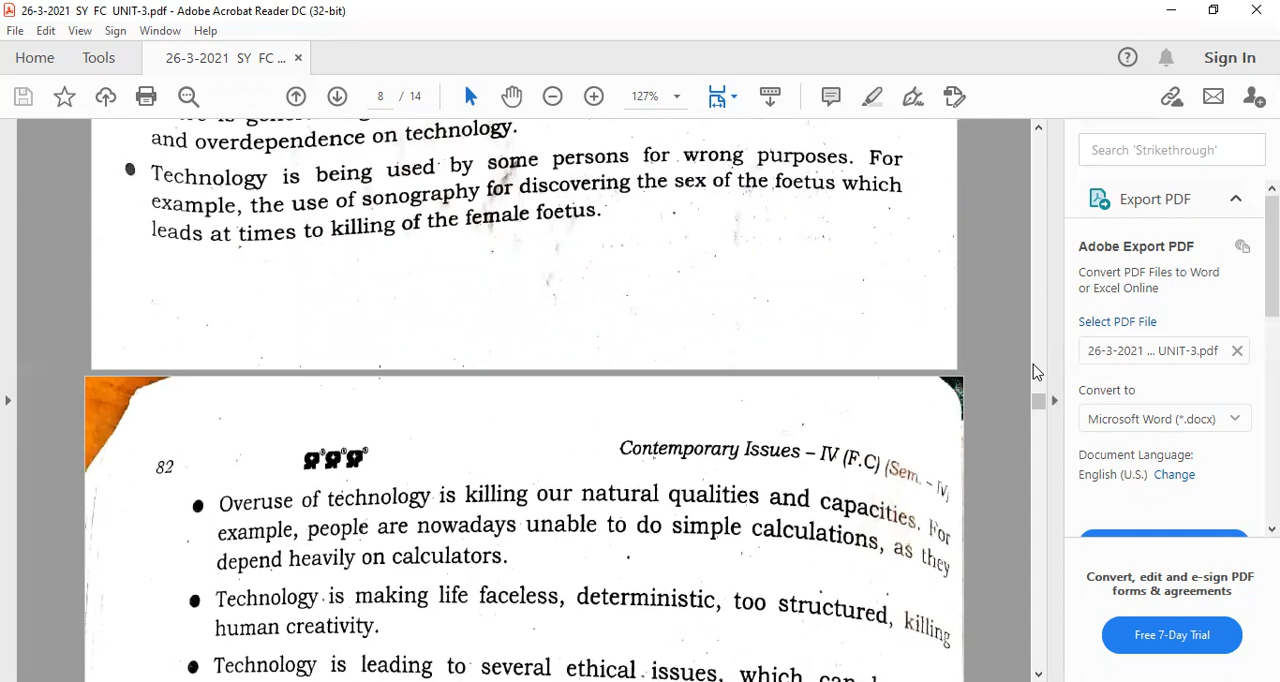 26-3-2021 SY FC UNIT-3.pdf - Adobe Acrobat Reader DC (32-bit)
File Edit View Sign Window Help
Home Tools 26-3-2021 SY FC ... × Sign In
8 / 14 127%
and overdependence on technology.
Technology is being used by some persons for wrong purposes. For
example, the use of sonography for discovering the sex of the foetus which
leads at times to killing of the female foetus.
82 Contemporary Issues – IV (F.C) (Sem. – IV)
Overuse of technology is killing our natural qualities and capacities. For
example, people are nowadays unable to do simple calculations, as they
depend heavily on calculators.
Technology is making life faceless, deterministic, too structured, killing
human creativity.
Technology is leading to several ethical issues, which can
Search 'Strikethrough'
Export PDF
Adobe Export PDF
Convert PDF Files to Word
or Excel Online
Select PDF File
26-3-2021 ... UNIT-3.pdf
Convert to
Microsoft Word (*.docx)
Document Language:
English (U.S.) Change
Convert, edit and e-sign PDF
forms & agreements
Free 7-Day Trial